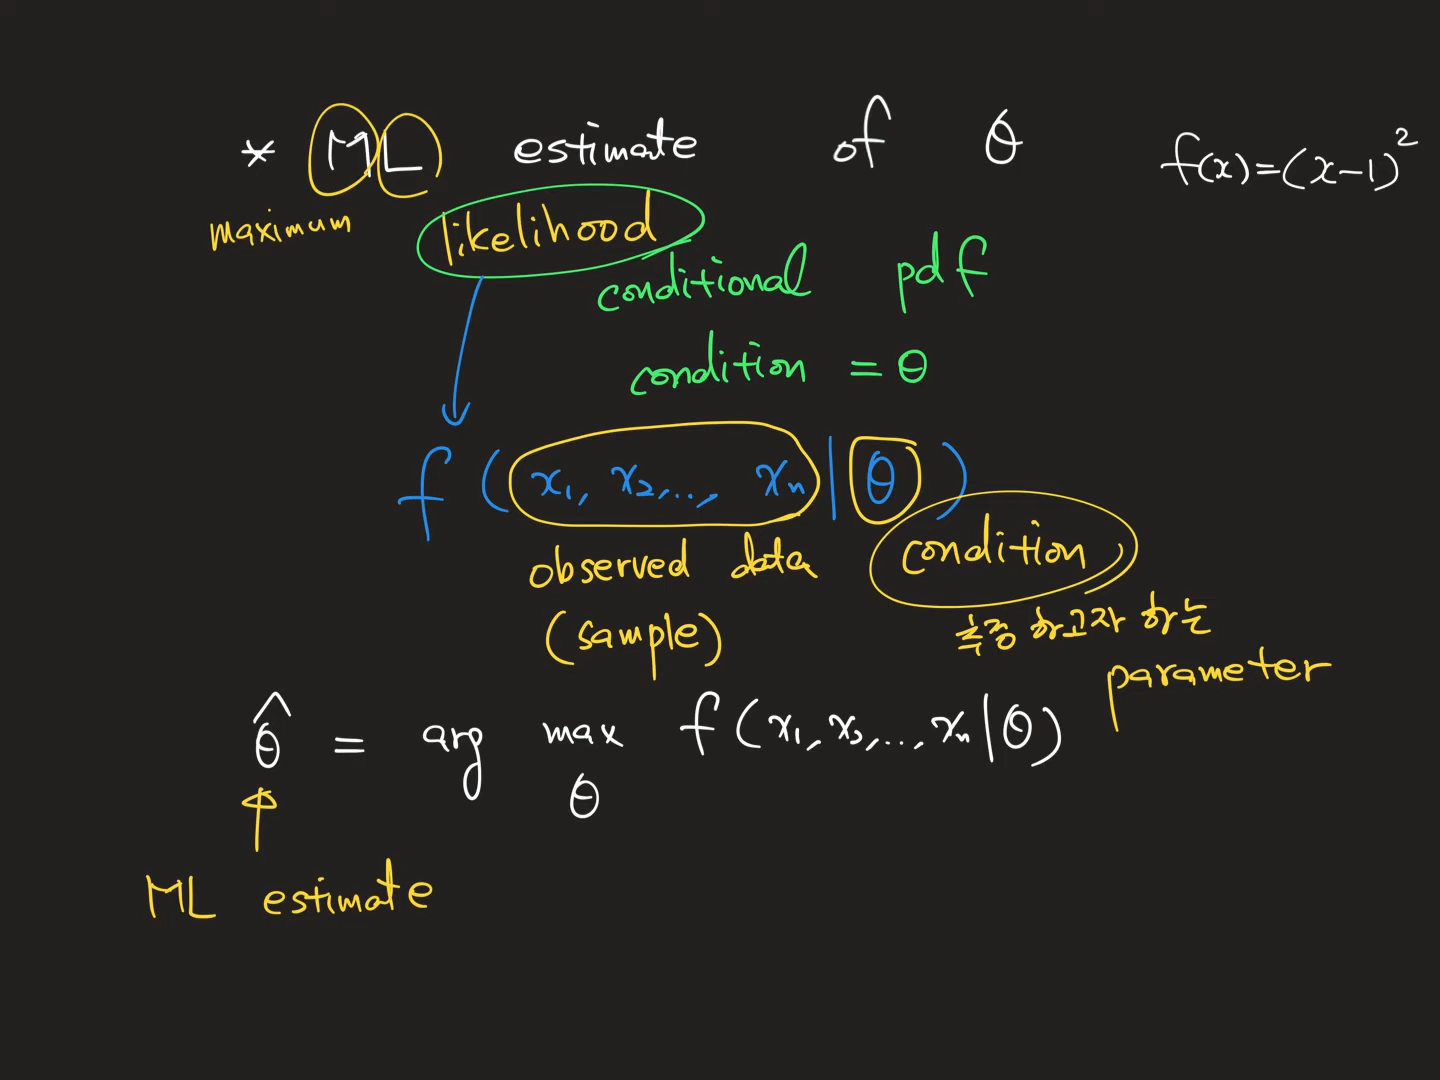 * ML estimate of θ
f(x)=(x-1)²
maximum
likelihood
conditional pdf
condition = θ
f(x₁, x₂,..., xₙ|θ)
observed data
condition
(sample)
측정하고자 하는
parameter
θ̂ = arg max f(x₁, x₂,..., xₙ|θ)
θ
ML estimate